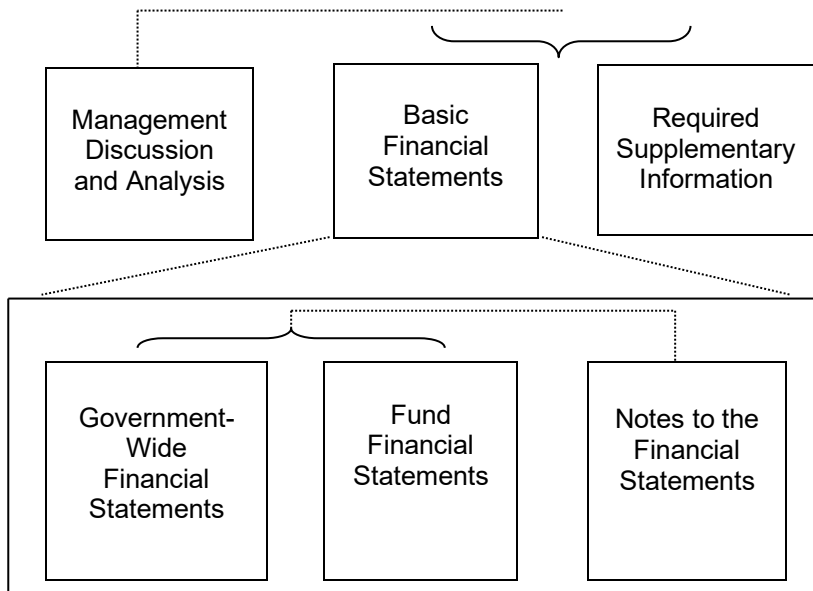 Management
Discussion
and Analysis
Basic
Financial
Statements
Required
Supplementary
Information
Government-
Wide
Financial
Statements
Fund
Financial
Statements
Notes to the
Financial
Statements